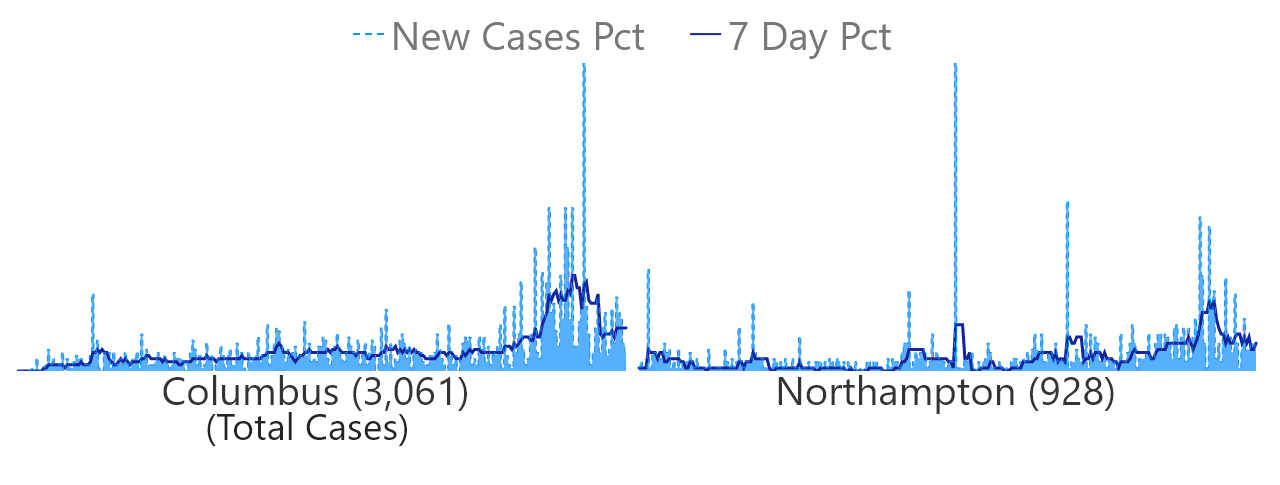 New Cases Pct 7 Day Pct
Columbus (3,061) Northampton (928)
(Total Cases)